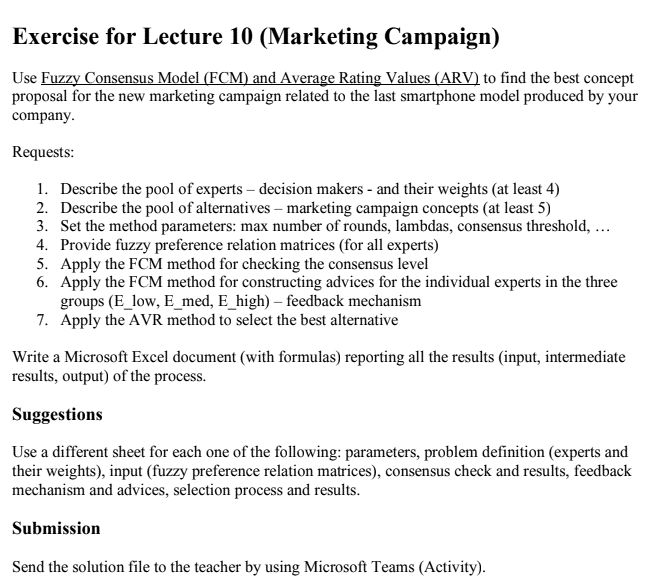 Exercise for Lecture 10 (Marketing Campaign)
Use Fuzzy Consensus Model (FCM) and Average Rating Values (ARV) to find the best concept
proposal for the new marketing campaign related to the last smartphone model produced by your
company.
Requests:
1. Describe the pool of experts – decision makers - and their weights (at least 4)
2. Describe the pool of alternatives – marketing campaign concepts (at least 5)
3. Set the method parameters: max number of rounds, lambdas, consensus threshold, …
4. Provide fuzzy preference relation matrices (for all experts)
5. Apply the FCM method for checking the consensus level
6. Apply the FCM method for constructing advices for the individual experts in the three
groups (E_low, E_med, E_high) – feedback mechanism
7. Apply the AVR method to select the best alternative
Write a Microsoft Excel document (with formulas) reporting all the results (input, intermediate
results, output) of the process.
Suggestions
Use a different sheet for each one of the following: parameters, problem definition (experts and
their weights), input (fuzzy preference relation matrices), consensus check and results, feedback
mechanism and advices, selection process and results.
Submission
Send the solution file to the teacher by using Microsoft Teams (Activity).